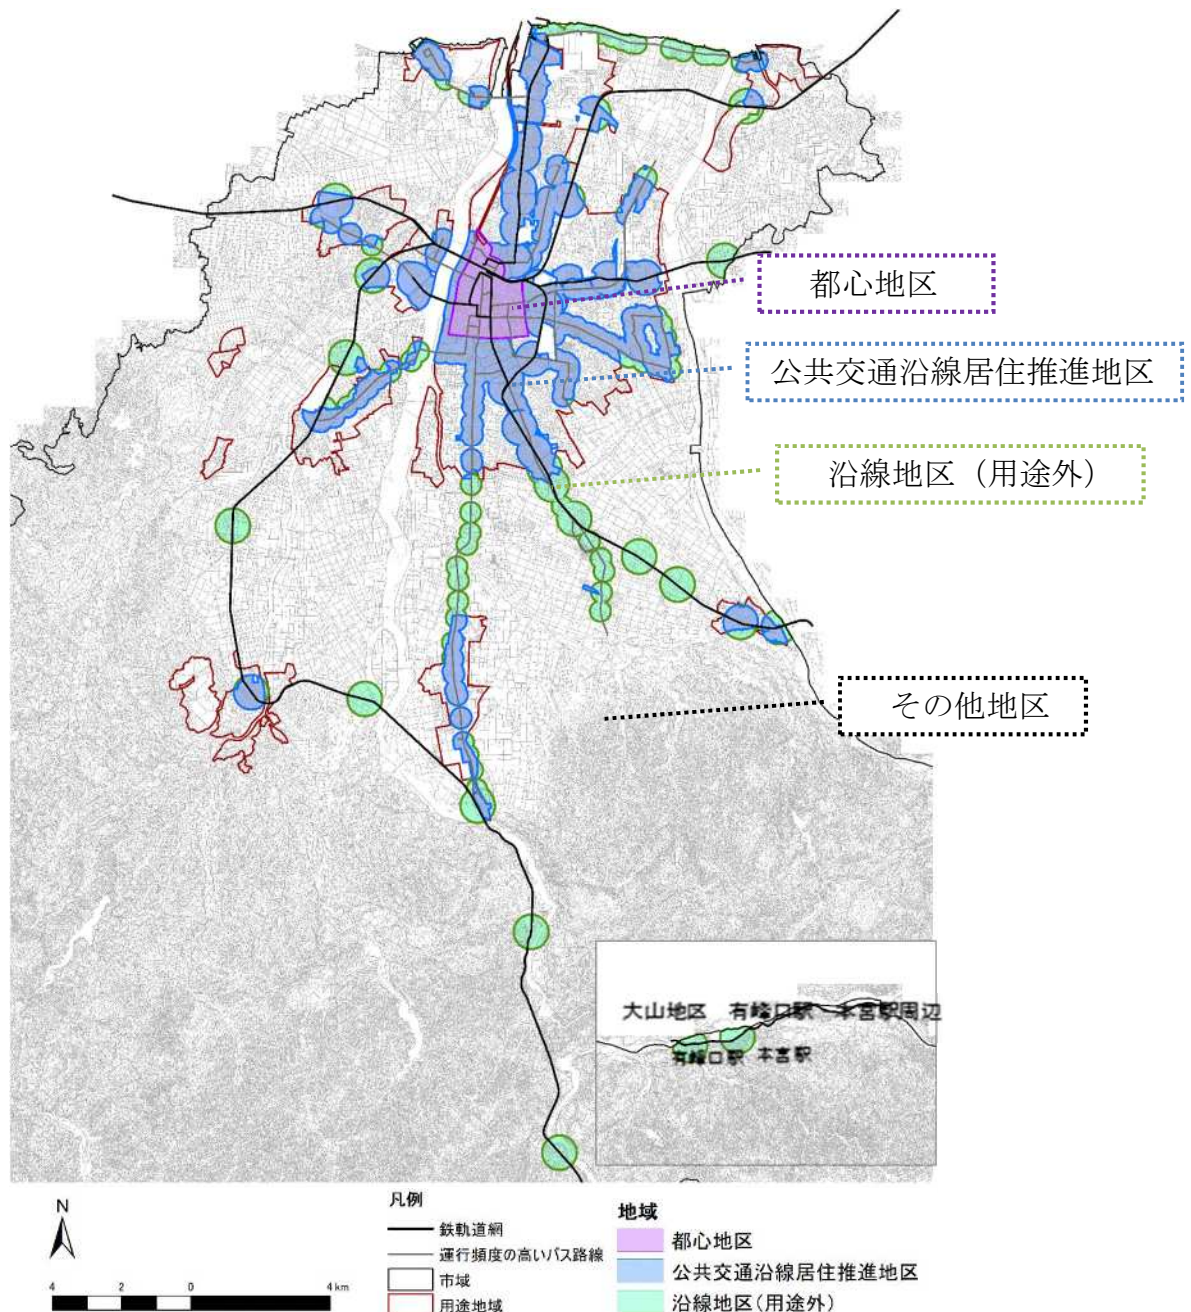 都心地区
公共交通沿線居住推進地区
沿線地区（用途外）
その他地区
大山地区 有峰口駅 本宮駅周辺
有峰口駅 本宮駅
N
4 2 0 4km
凡例
鉄軌道網
運行頻度の高いバス路線
市域
用途地域
地域
都心地区
公共交通沿線居住推進地区
沿線地区(用途外)